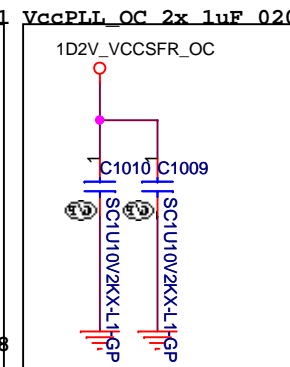 1 VccPLL_OC 2x 1uF 020
1D2V_VCCSFR_OC
1 1
C1010 C1009
SC1U10V2KX-L1-GP
SC1U10V2KX-L1-GP
8